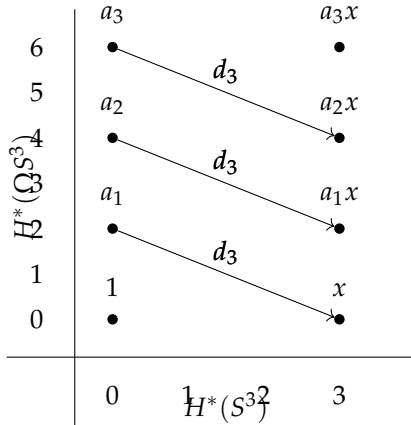 a₃ a₃x
6
d₃
5
a₂ a₂x
4
d₃
3
a₁ a₁x
2
d₃
1
1 x
0
H*(ΩS³)
0 1 2 3
H*(S³)